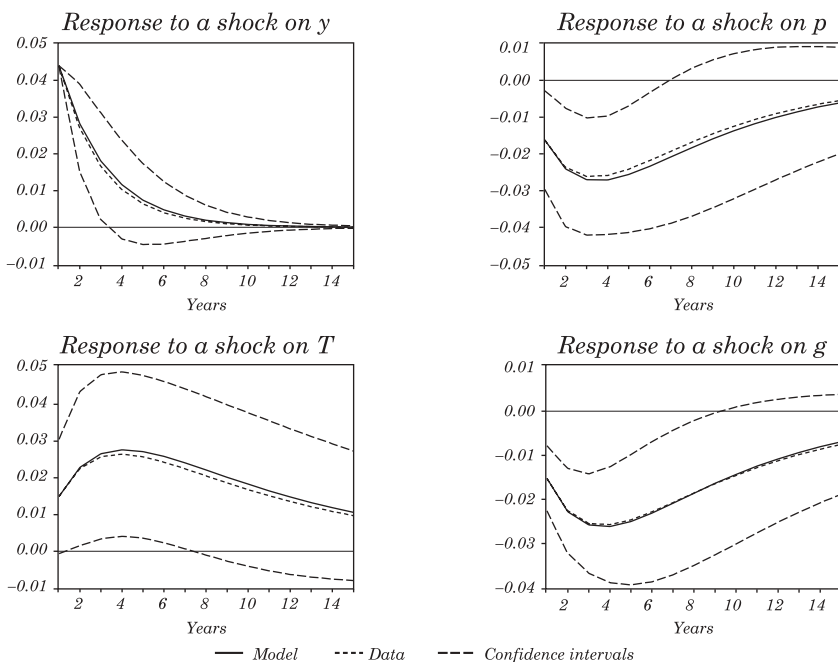 Response to a shock on y
0.05
0.04
0.03
0.02
0.01
0.00
−0.01
2 4 6 8 10 12 14
Years
Response to a shock on p
0.01
0.00
−0.01
−0.02
−0.03
−0.04
−0.05
2 4 6 8 10 12 14
Years
Response to a shock on T
0.05
0.04
0.03
0.02
0.01
0.00
−0.01
2 4 6 8 10 12 14
Years
Response to a shock on g
0.01
0.00
−0.01
−0.02
−0.03
−0.04
2 4 6 8 10 12 14
Years
Model Data Confidence intervals